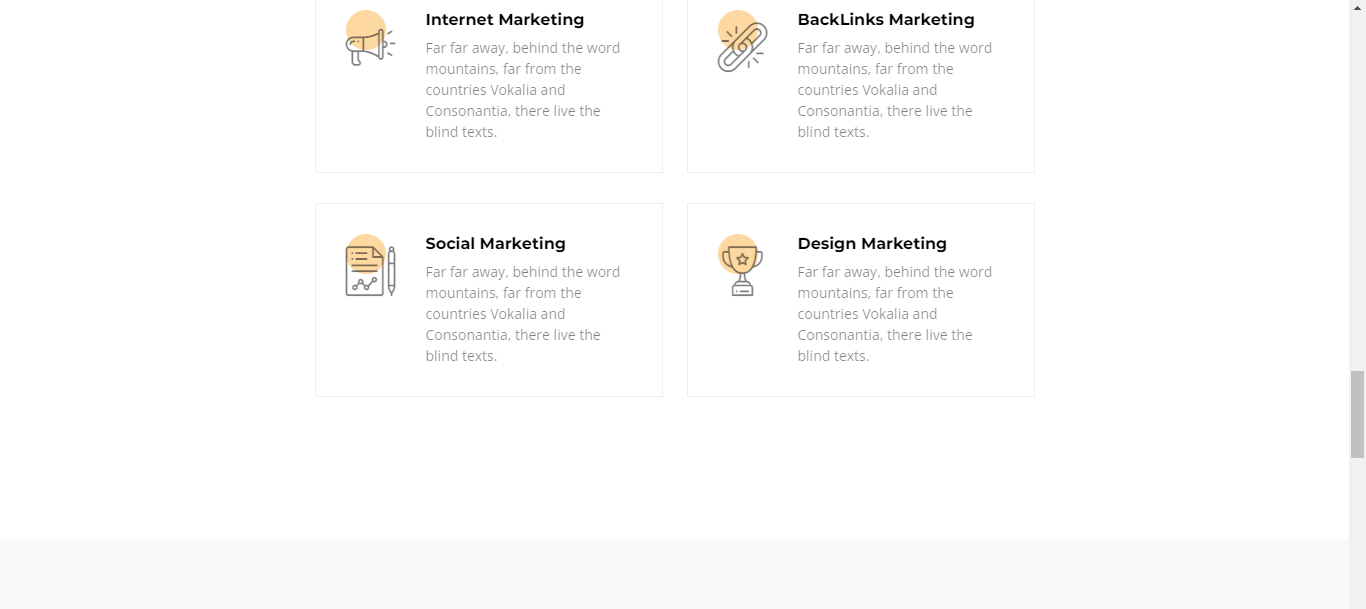 Internet Marketing
Far far away, behind the word
mountains, far from the
countries Vokalia and
Consonantia, there live the
blind texts.
BackLinks Marketing
Far far away, behind the word
mountains, far from the
countries Vokalia and
Consonantia, there live the
blind texts.
Social Marketing
Far far away, behind the word
mountains, far from the
countries Vokalia and
Consonantia, there live the
blind texts.
Design Marketing
Far far away, behind the word
mountains, far from the
countries Vokalia and
Consonantia, there live the
blind texts.